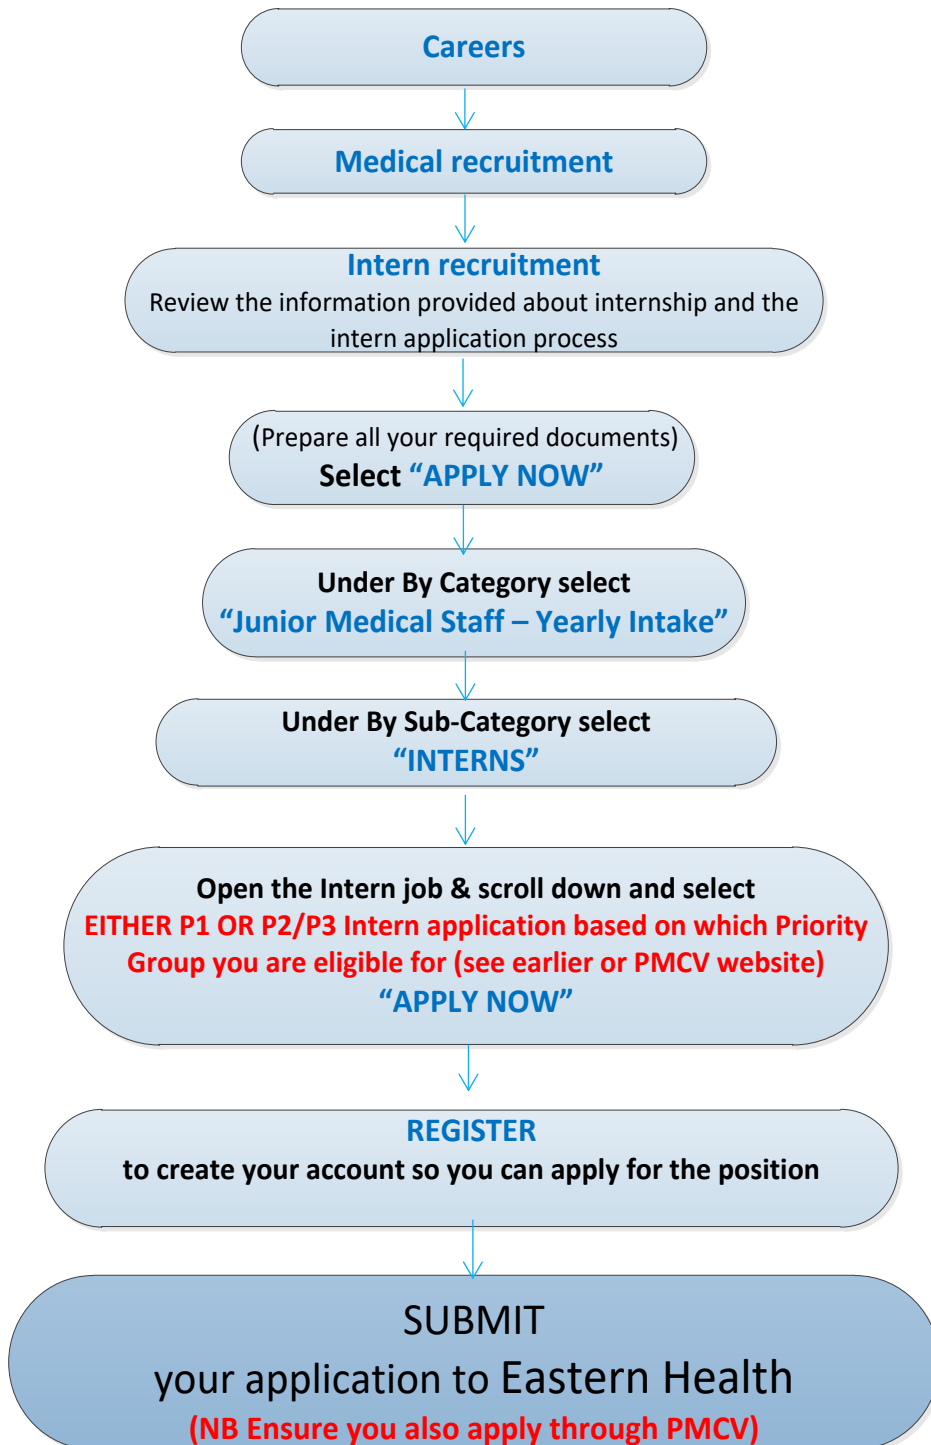 Careers
Medical recruitment
Intern recruitment
Review the information provided about internship and the
intern application process
(Prepare all your required documents)
Select “APPLY NOW”
Under By Category select
“Junior Medical Staff – Yearly Intake”
Under By Sub-Category select
“INTERNS”
Open the Intern job & scroll down and select
EITHER P1 OR P2/P3 Intern application based on which Priority
Group you are eligible for (see earlier or PMCV website)
“APPLY NOW”
REGISTER
to create your account so you can apply for the position
SUBMIT
your application to Eastern Health
(NB Ensure you also apply through PMCV)